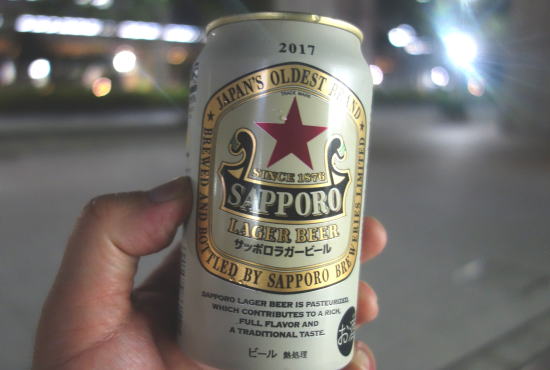 2017
★ JAPAN'S OLDEST BRAND ★
TRADE MARK
SINCE 1876
SAPPORO
LAGER BEER
サッポロラガービール
BREWED AND BOTTLED BY SAPPORO BREWERIES LIMITED
SAPPORO LAGER BEER IS PASTEURIZED,
WHICH CONTRIBUTES TO A RICH,
FULL FLAVOR AND
A TRADITIONAL TASTE.
ビール 熱処理
お酒